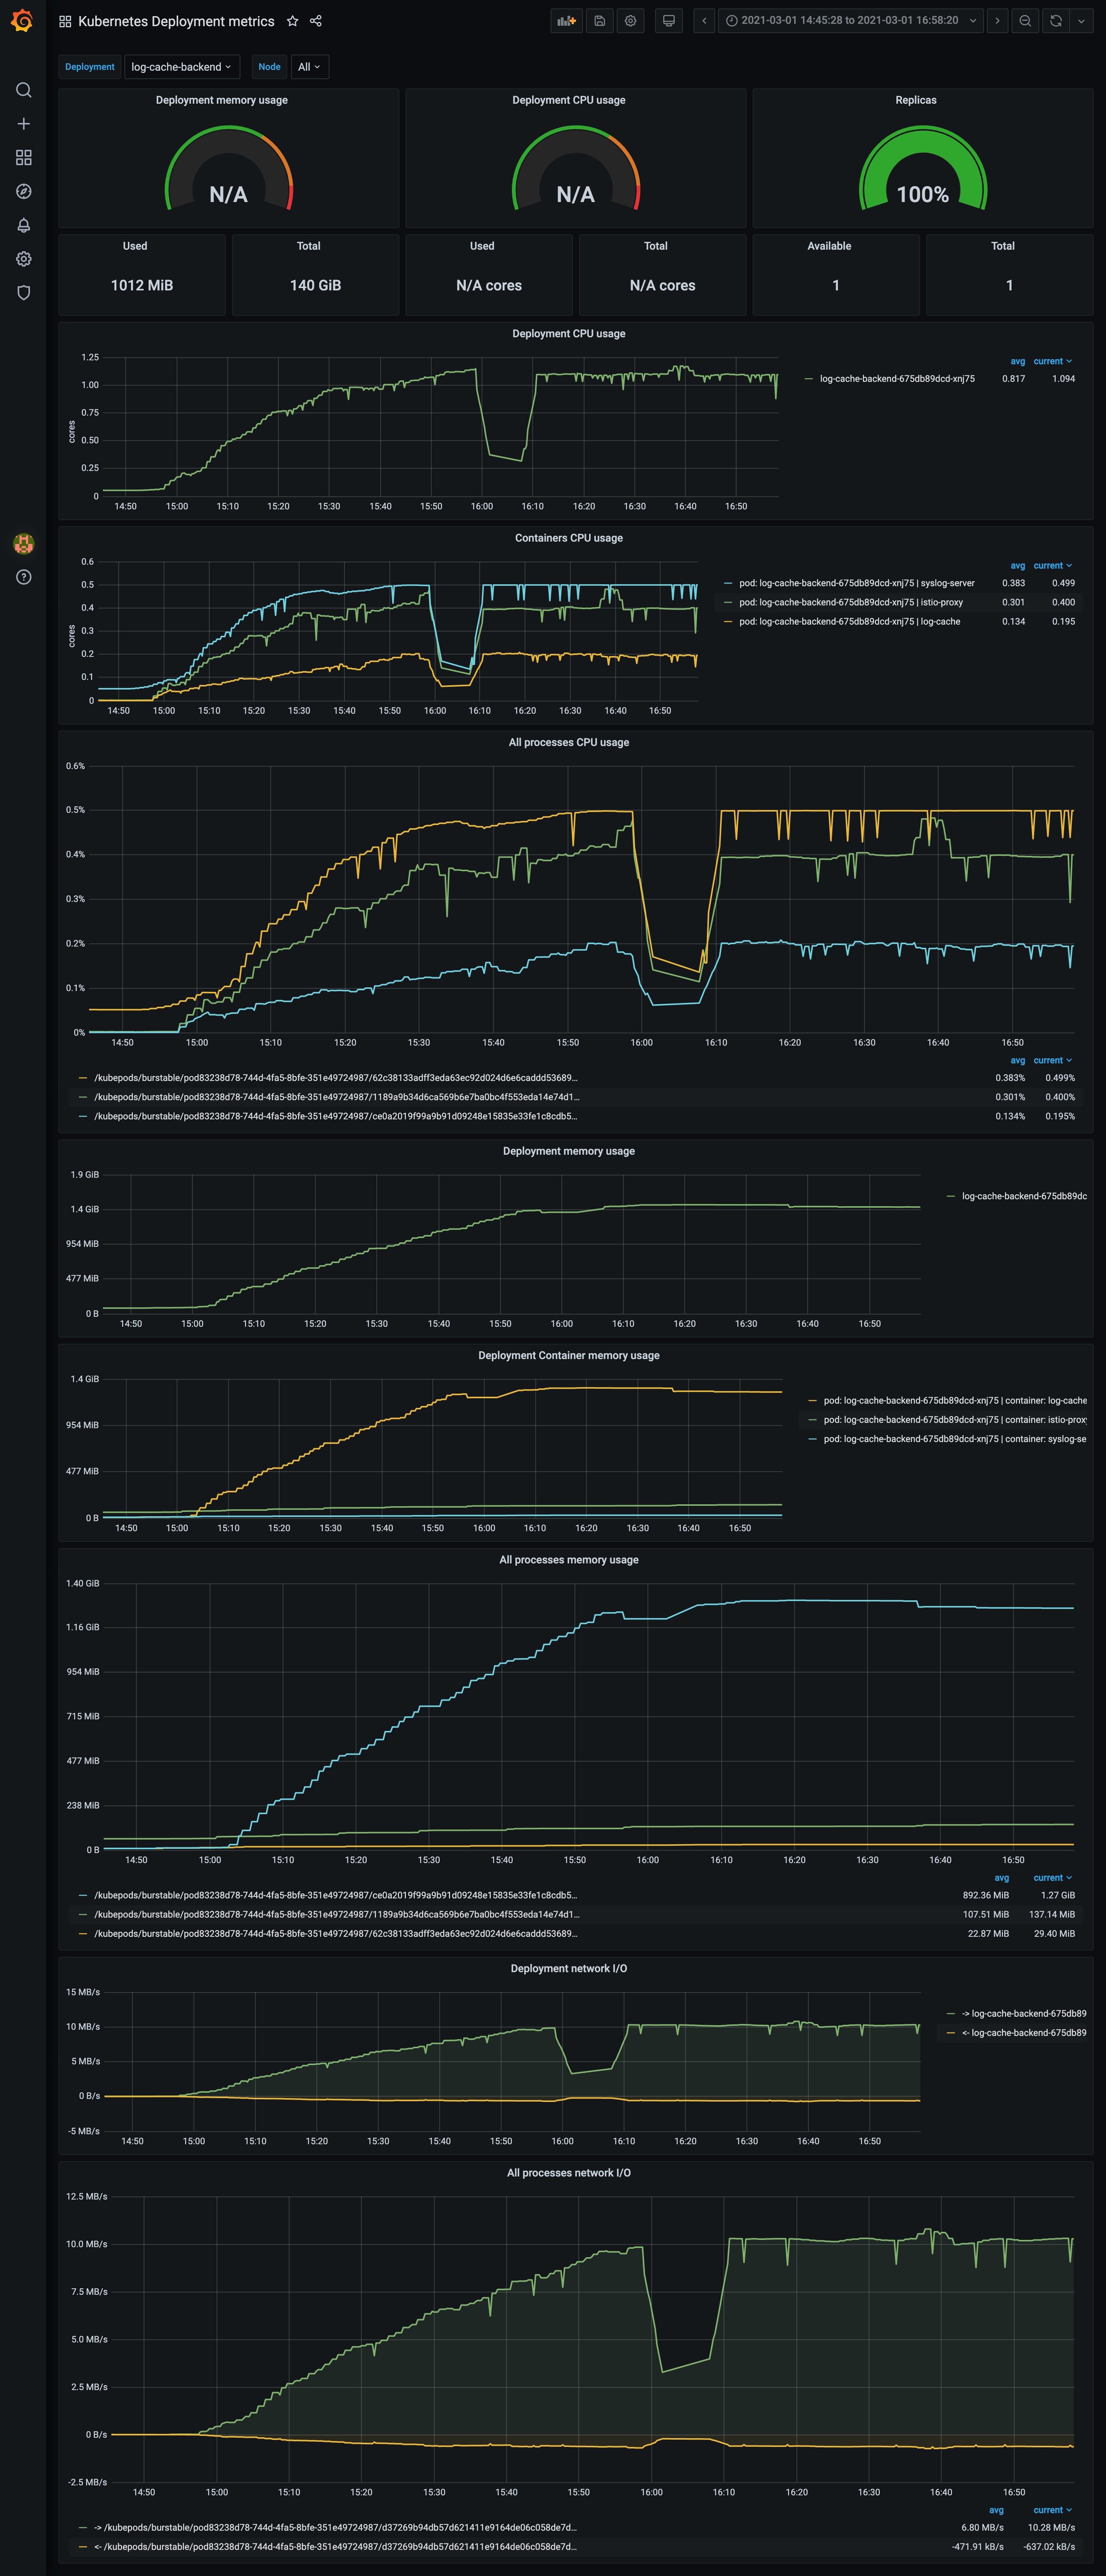 Kubernetes Deployment metrics
2021-03-01 14:45:28 to 2021-03-01 16:58:20
Deployment log-cache-backend Node All
Deployment memory usage Deployment CPU usage Replicas
N/A N/A 100%
Used Total Used Total Available Total
1012 MiB 140 GiB N/A cores N/A cores 1 1
Deployment CPU usage
avg current
log-cache-backend-675db89dcd-xnj75 0.817 1.094
1.25
1.00
0.75
0.50
0.25
0
cores
14:50 15:00 15:10 15:20 15:30 15:40 15:50 16:00 16:10 16:20 16:30 16:40 16:50
Containers CPU usage
avg current
pod: log-cache-backend-675db89dcd-xnj75 | syslog-server 0.383 0.499
pod: log-cache-backend-675db89dcd-xnj75 | istio-proxy 0.301 0.400
pod: log-cache-backend-675db89dcd-xnj75 | log-cache 0.134 0.195
0.6
0.5
0.4
0.3
0.2
0.1
0
cores
14:50 15:00 15:10 15:20 15:30 15:40 15:50 16:00 16:10 16:20 16:30 16:40 16:50
All processes CPU usage
0.6%
0.5%
0.4%
0.3%
0.2%
0.1%
0%
14:50 15:00 15:10 15:20 15:30 15:40 15:50 16:00 16:10 16:20 16:30 16:40 16:50
avg current
/kubepods/burstable/pod83238d78-744d-4fa5-8bfe-351e49724987/62c38133adff3eda63ec92d024d6e6caddd53689... 0.383% 0.499%
/kubepods/burstable/pod83238d78-744d-4fa5-8bfe-351e49724987/1189a9b34d6ca569b6e7ba0bc4f553eda14e74d1... 0.301% 0.400%
/kubepods/burstable/pod83238d78-744d-4fa5-8bfe-351e49724987/ce0a2019f99a9b91d09248e15835e33fe1c8cdb5... 0.134% 0.195%
Deployment memory usage
1.9 GiB
1.4 GiB
954 MiB
477 MiB
0 B
log-cache-backend-675db89dc
14:50 15:00 15:10 15:20 15:30 15:40 15:50 16:00 16:10 16:20 16:30 16:40 16:50
Deployment Container memory usage
1.4 GiB
954 MiB
477 MiB
0 B
pod: log-cache-backend-675db89dcd-xnj75 | container: log-cache
pod: log-cache-backend-675db89dcd-xnj75 | container: istio-proxy
pod: log-cache-backend-675db89dcd-xnj75 | container: syslog-se
14:50 15:00 15:10 15:20 15:30 15:40 15:50 16:00 16:10 16:20 16:30 16:40 16:50
All processes memory usage
1.40 GiB
1.16 GiB
954 MiB
715 MiB
477 MiB
238 MiB
0 B
14:50 15:00 15:10 15:20 15:30 15:40 15:50 16:00 16:10 16:20 16:30 16:40 16:50
avg current
/kubepods/burstable/pod83238d78-744d-4fa5-8bfe-351e49724987/ce0a2019f99a9b91d09248e15835e33fe1c8cdb5... 892.36 MiB 1.27 GiB
/kubepods/burstable/pod83238d78-744d-4fa5-8bfe-351e49724987/1189a9b34d6ca569b6e7ba0bc4f553eda14e74d1... 107.51 MiB 137.14 MiB
/kubepods/burstable/pod83238d78-744d-4fa5-8bfe-351e49724987/62c38133adff3eda63ec92d024d6e6caddd53689... 22.87 MiB 29.40 MiB
Deployment network I/O
15 MB/s
10 MB/s
5 MB/s
0 B/s
-5 MB/s
-> log-cache-backend-675db89
<- log-cache-backend-675db89
14:50 15:00 15:10 15:20 15:30 15:40 15:50 16:00 16:10 16:20 16:30 16:40 16:50
All processes network I/O
12.5 MB/s
10.0 MB/s
7.5 MB/s
5.0 MB/s
2.5 MB/s
0 B/s
-2.5 MB/s
14:50 15:00 15:10 15:20 15:30 15:40 15:50 16:00 16:10 16:20 16:30 16:40 16:50
avg current
-> /kubepods/burstable/pod83238d78-744d-4fa5-8bfe-351e49724987/d37269b94db57d621411e9164de06c058de7d... 6.80 MB/s 10.28 MB/s
<- /kubepods/burstable/pod83238d78-744d-4fa5-8bfe-351e49724987/d37269b94db57d621411e9164de06c058de7d... -471.91 kB/s -637.02 kB/s